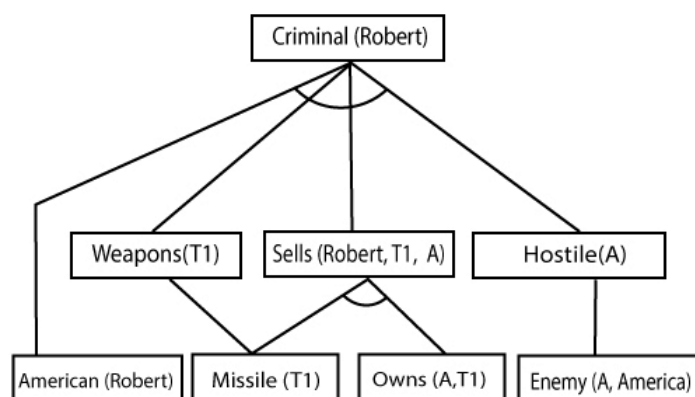 Criminal (Robert)
Weapons(T1)
Sells (Robert, T1, A)
Hostile(A)
American (Robert)
Missile (T1)
Owns (A,T1)
Enemy (A, America)